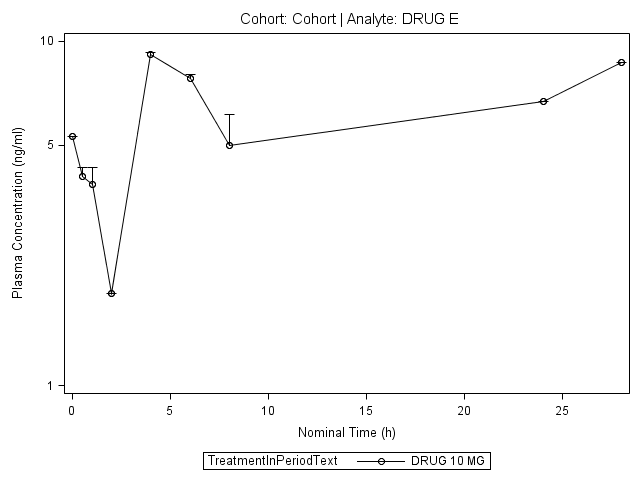 Cohort: Cohort | Analyte: DRUG E
10
5
1
Plasma Concentration (ng/ml)
0 5 10 15 20 25
Nominal Time (h)
TreatmentInPeriodText DRUG 10 MG